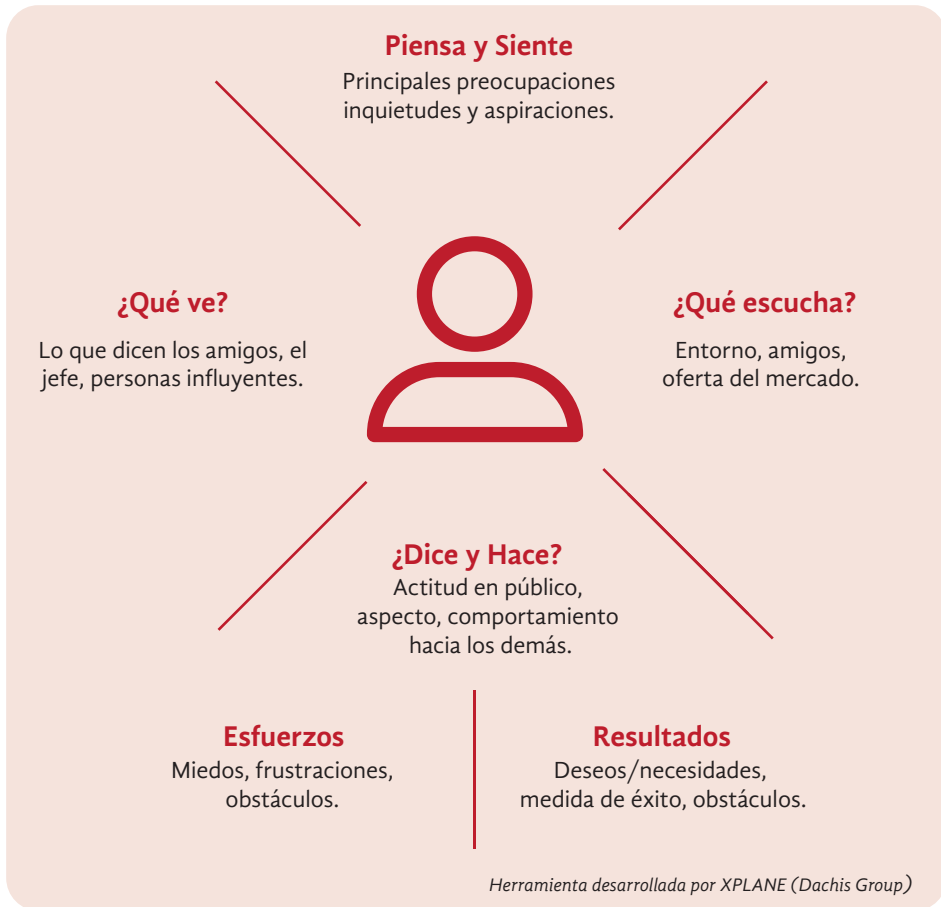 Piensa y Siente
Principales preocupaciones
inquietudes y aspiraciones.
¿Qué ve?
Lo que dicen los amigos, el
jefe, personas influyentes.
¿Qué escucha?
Entorno, amigos,
oferta del mercado.
¿Dice y Hace?
Actitud en público,
aspecto, comportamiento
hacia los demás.
Esfuerzos
Miedos, frustraciones,
obstáculos.
Resultados
Deseos/necesidades,
medida de éxito, obstáculos.
Herramienta desarrollada por XPLANE (Dachis Group)